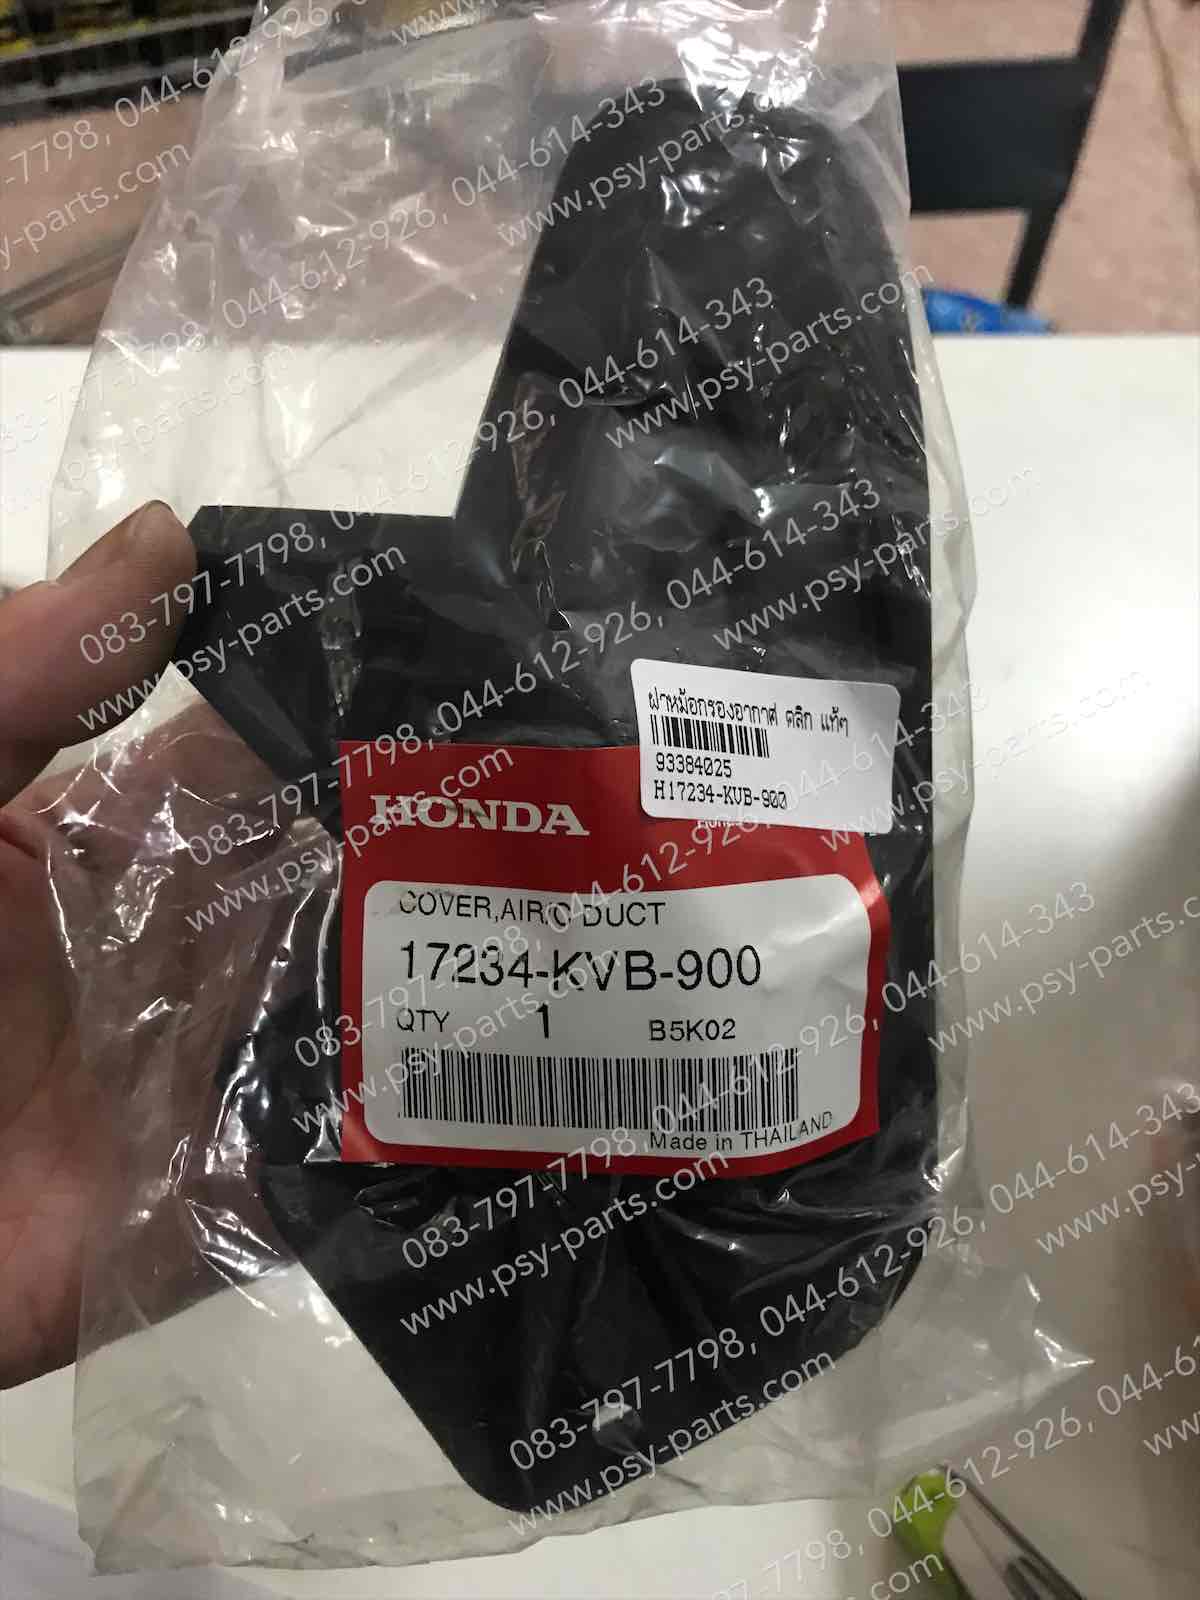 ฝาหม้อกรองอากาศ คลิก แท้ๆ
93384025
H17234-KVB-900
HONDA
COVER,AIR/C DUCT
17234-KVB-900
QTY 1 B5K02
Made in THAILAND
083-797-7798, 044-612-926, 044-614-343
www.psy-parts.com